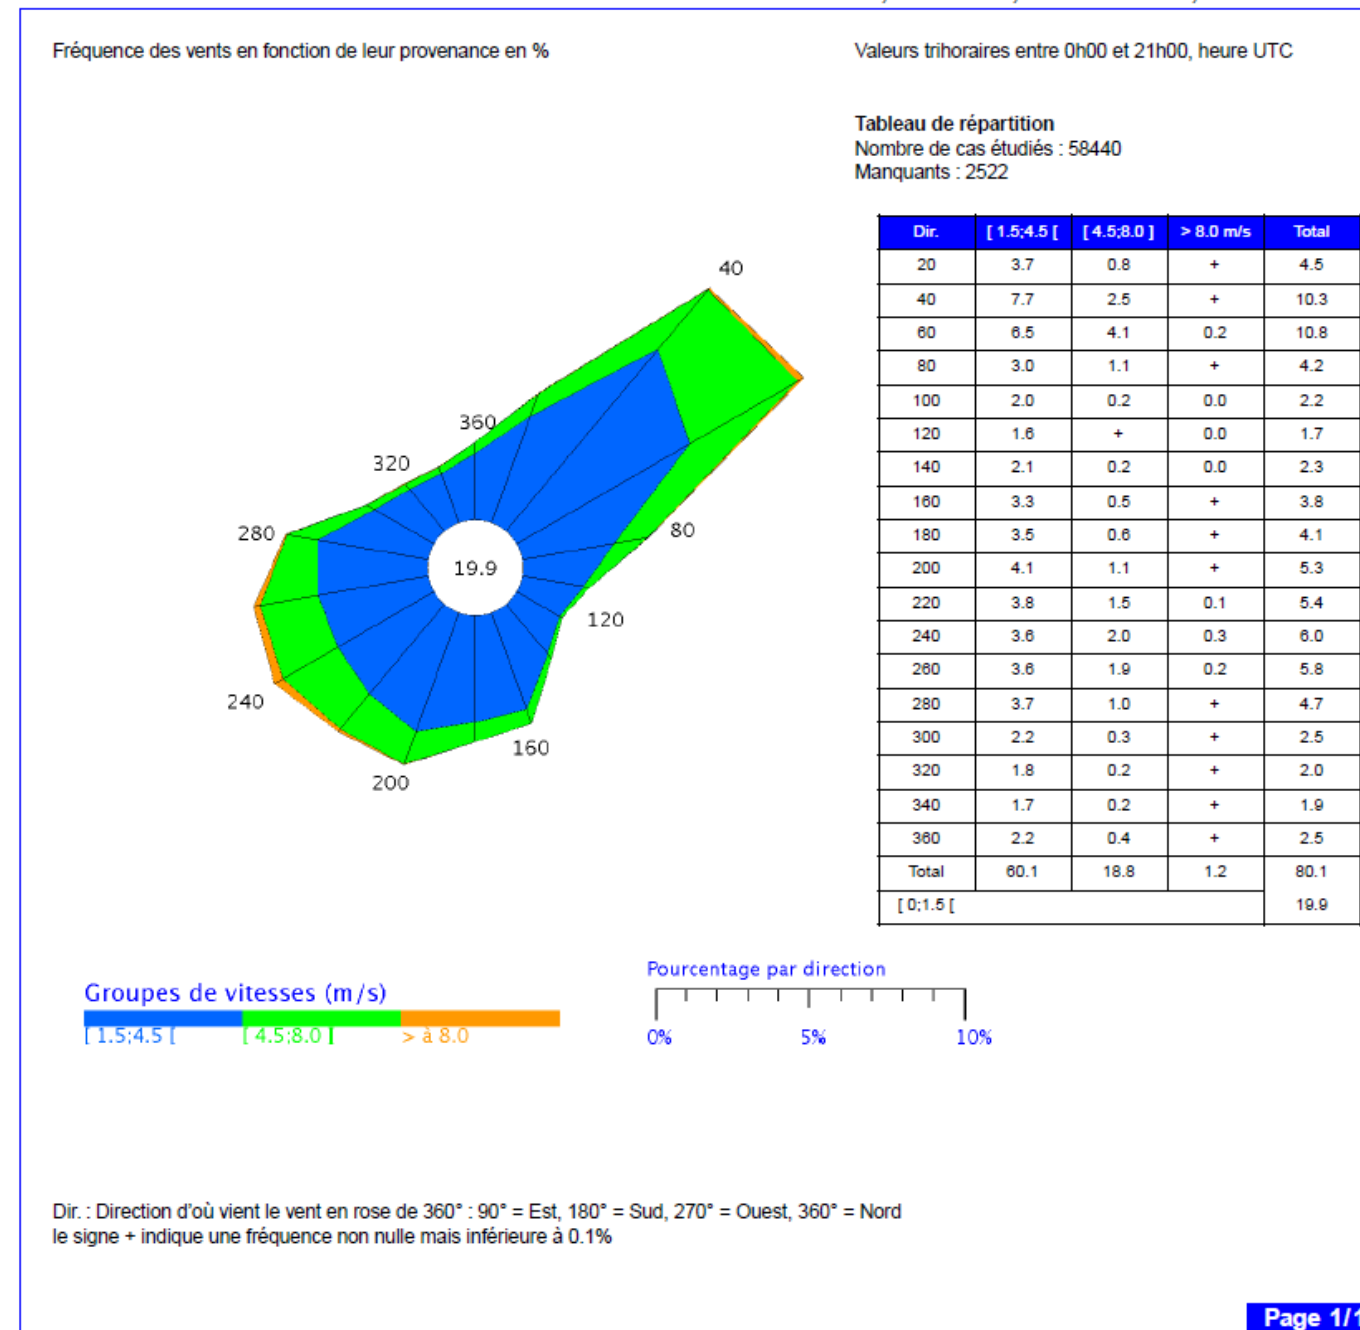 Fréquence des vents en fonction de leur provenance en %
Valeurs trihoraires entre 0h00 et 21h00, heure UTC
Tableau de répartition
Nombre de cas étudiés : 58440
Manquants : 2522
Dir. [ 1.5;4.5 [ [ 4.5;8.0 ] > 8.0 m/s Total
20 3.7 0.8 + 4.5
40 7.7 2.5 + 10.3
60 6.5 4.1 0.2 10.8
80 3.0 1.1 + 4.2
100 2.0 0.2 0.0 2.2
120 1.6 + 0.0 1.7
140 2.1 0.2 0.0 2.3
160 3.3 0.5 + 3.8
180 3.5 0.6 + 4.1
200 4.1 1.1 + 5.3
220 3.8 1.5 0.1 5.4
240 3.6 2.0 0.3 6.0
260 3.6 1.9 0.2 5.8
280 3.7 1.0 + 4.7
300 2.2 0.3 + 2.5
320 1.8 0.2 + 2.0
340 1.7 0.2 + 1.9
360 2.2 0.4 + 2.5
Total 60.1 18.8 1.2 80.1
[ 0;1.5 [ 19.9
40
360
320
280
80
19.9
120
240
160
200
Groupes de vitesses (m/s)
[ 1.5;4.5 [ [ 4.5;8.0 ] > à 8.0
Pourcentage par direction
0% 5% 10%
Dir. : Direction d'où vient le vent en rose de 360° : 90° = Est, 180° = Sud, 270° = Ouest, 360° = Nord
le signe + indique une fréquence non nulle mais inférieure à 0.1%
Page 1/1